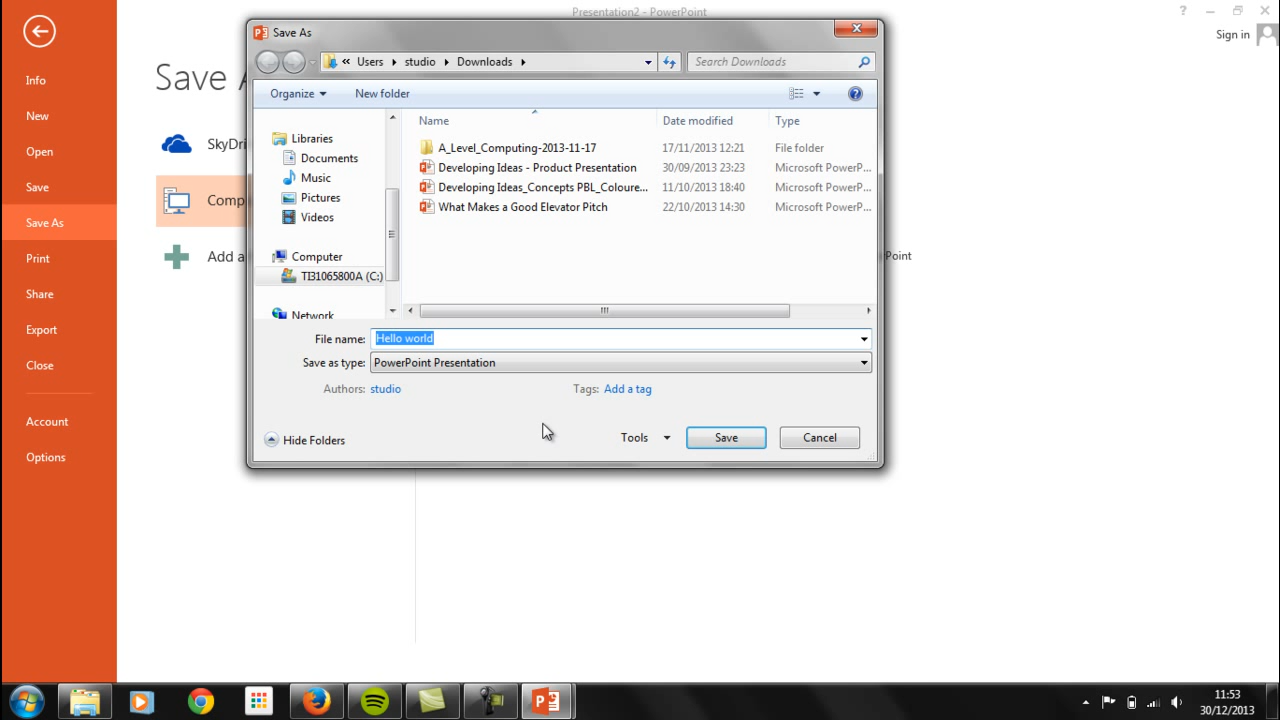 Presentation2 - PowerPoint
Sign in
Info
New
Open
Save
Save As
Print
Share
Export
Close
Account
Options
Save A
SkyDri
Comp
Add a
Point
Save As
« Users studio Downloads
Search Downloads
Organize New folder
Libraries
Documents
Music
Pictures
Videos
Computer
TI31065800A (C:)
Network
Name Date modified Type
A_Level_Computing-2013-11-17 17/11/2013 12:21 File folder
Developing Ideas - Product Presentation 30/09/2013 23:23 Microsoft PowerP...
Developing Ideas_Concepts PBL_Coloure... 11/10/2013 18:40 Microsoft PowerP...
What Makes a Good Elevator Pitch 22/10/2013 14:30 Microsoft PowerP...
File name: Hello world
Save as type: PowerPoint Presentation
Authors: studio Tags: Add a tag
Hide Folders Tools Save Cancel
11:53
30/12/2013